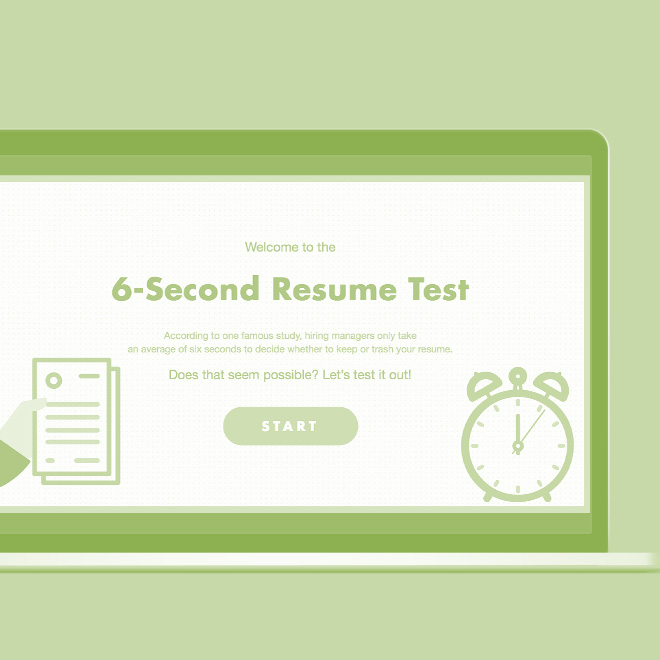 Welcome to the
6-Second Resume Test
According to one famous study, hiring managers only take
an average of six seconds to decide whether to keep or trash your resume.
Does that seem possible? Let's test it out!
START